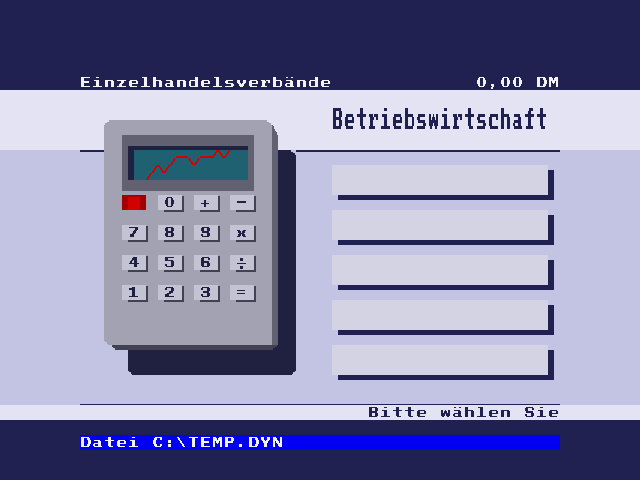 Einzelhandelsverbände 0,00 DM
Betriebswirtschaft
0 + -
7 8 9 x
4 5 6 ÷
1 2 3 =
Bitte wählen Sie
Datei C:\TEMP.DYN